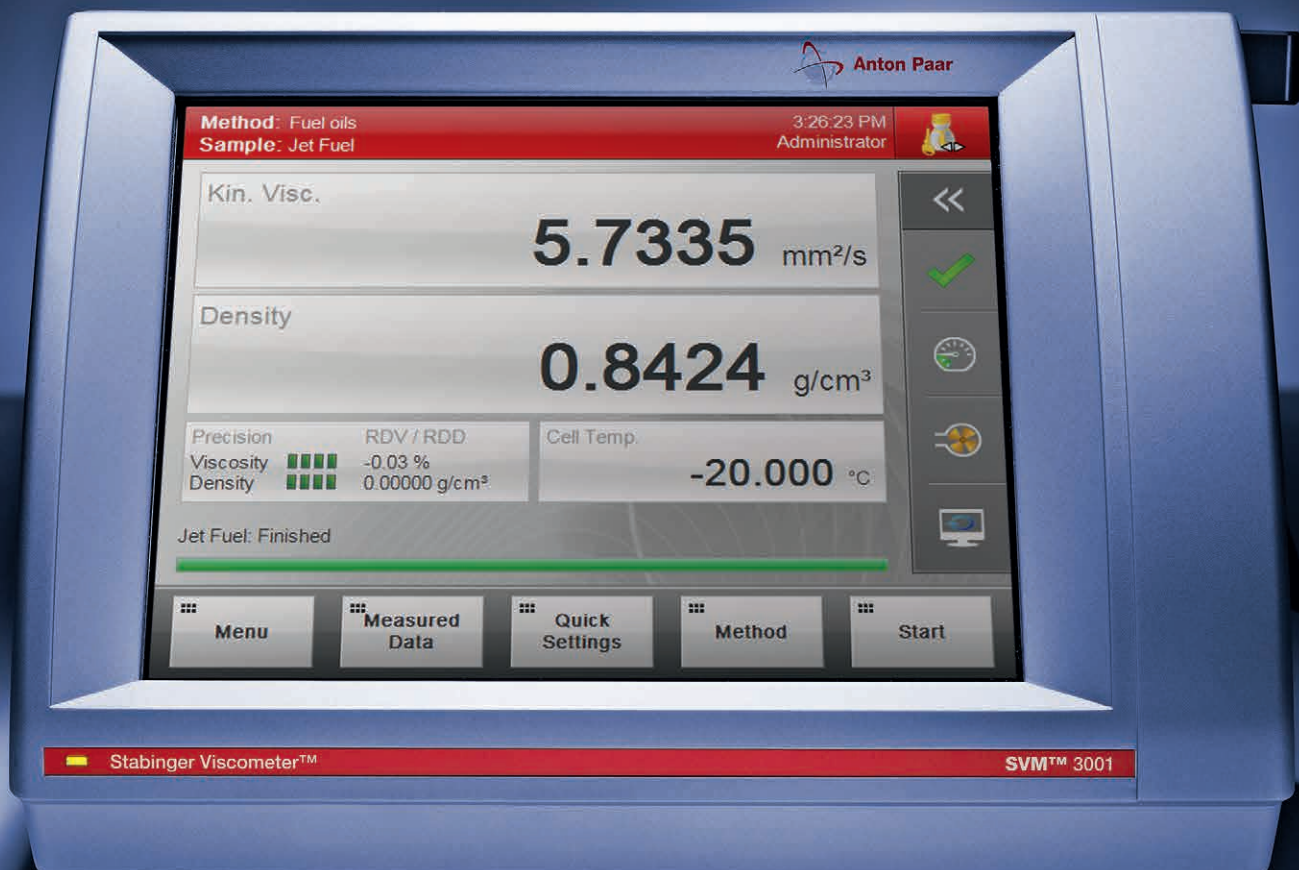 Anton Paar
Method: Fuel oils
Sample: Jet Fuel
3:26:23 PM
Administrator
Kin. Visc.
5.7335 mm²/s
Density
0.8424 g/cm³
Precision RDV / RDD
Viscosity -0.03 %
Density 0.00000 g/cm³
Cell Temp.
-20.000 °C
Jet Fuel: Finished
Menu
Measured
Data
Quick
Settings
Method
Start
Stabinger Viscometer™
SVM™ 3001